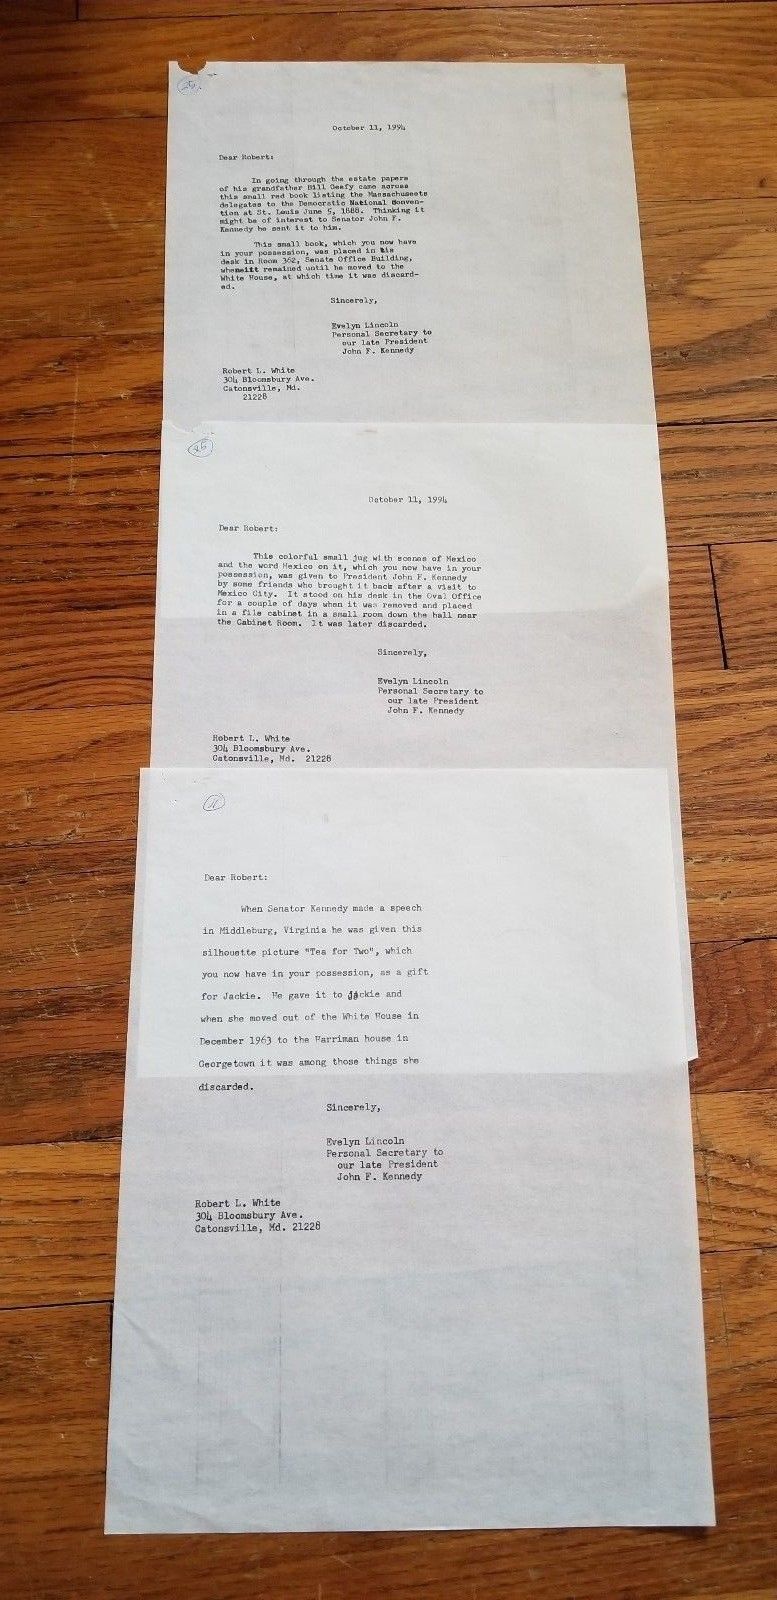 26.
October 11, 1994
Dear Robert:
In going through the estate papers
of his grandfather Bill Geafy came across
this small red book listing the Massachusetts
delegates to the Democratic National Conven-
tion at St. Louis June 5, 1888. Thinking it
might be of interest to Senator John F.
Kennedy he sent it to him.
This small book, which you now have
in your possession, was placed in his
desk in Room 362, Senate Office Building,
where it remained until he moved to the
White House, at which time it was discard-
ed.
Sincerely,
Evelyn Lincoln
Personal Secretary to
our late President
John F. Kennedy
Robert L. White
304 Bloomsbury Ave.
Catonsville, Md.
21228
25
October 11, 1994
Dear Robert:
This colorful small jug with scenes of Mexico
and the word Mexico on it, which you now have in your
possession, was given to President John F. Kennedy
by some friends who brought it back after a visit to
Mexico City. It stood on his desk in the Oval Office
for a couple of days when it was removed and placed
in a file cabinet in a small room down the hall near
the Cabinet Room. It was later discarded.
Sincerely,
Evelyn Lincoln
Personal Secretary to
our late President
John F. Kennedy
Robert L. White
304 Bloomsbury Ave.
Catonsville, Md. 21228
Dear Robert:
When Senator Kennedy made a speech
in Middleburg, Virginia he was given this
silhouette picture "Tea for Two", which
you now have in your possession, as a gift
for Jackie. He gave it to jackie and
when she moved out of the White House in
December 1963 to the Harriman house in
Georgetown it was among those things she
discarded.
Sincerely,
Evelyn Lincoln
Personal Secretary to
our late President
John F. Kennedy
Robert L. White
304 Bloomsbury Ave.
Catonsville, Md. 21228